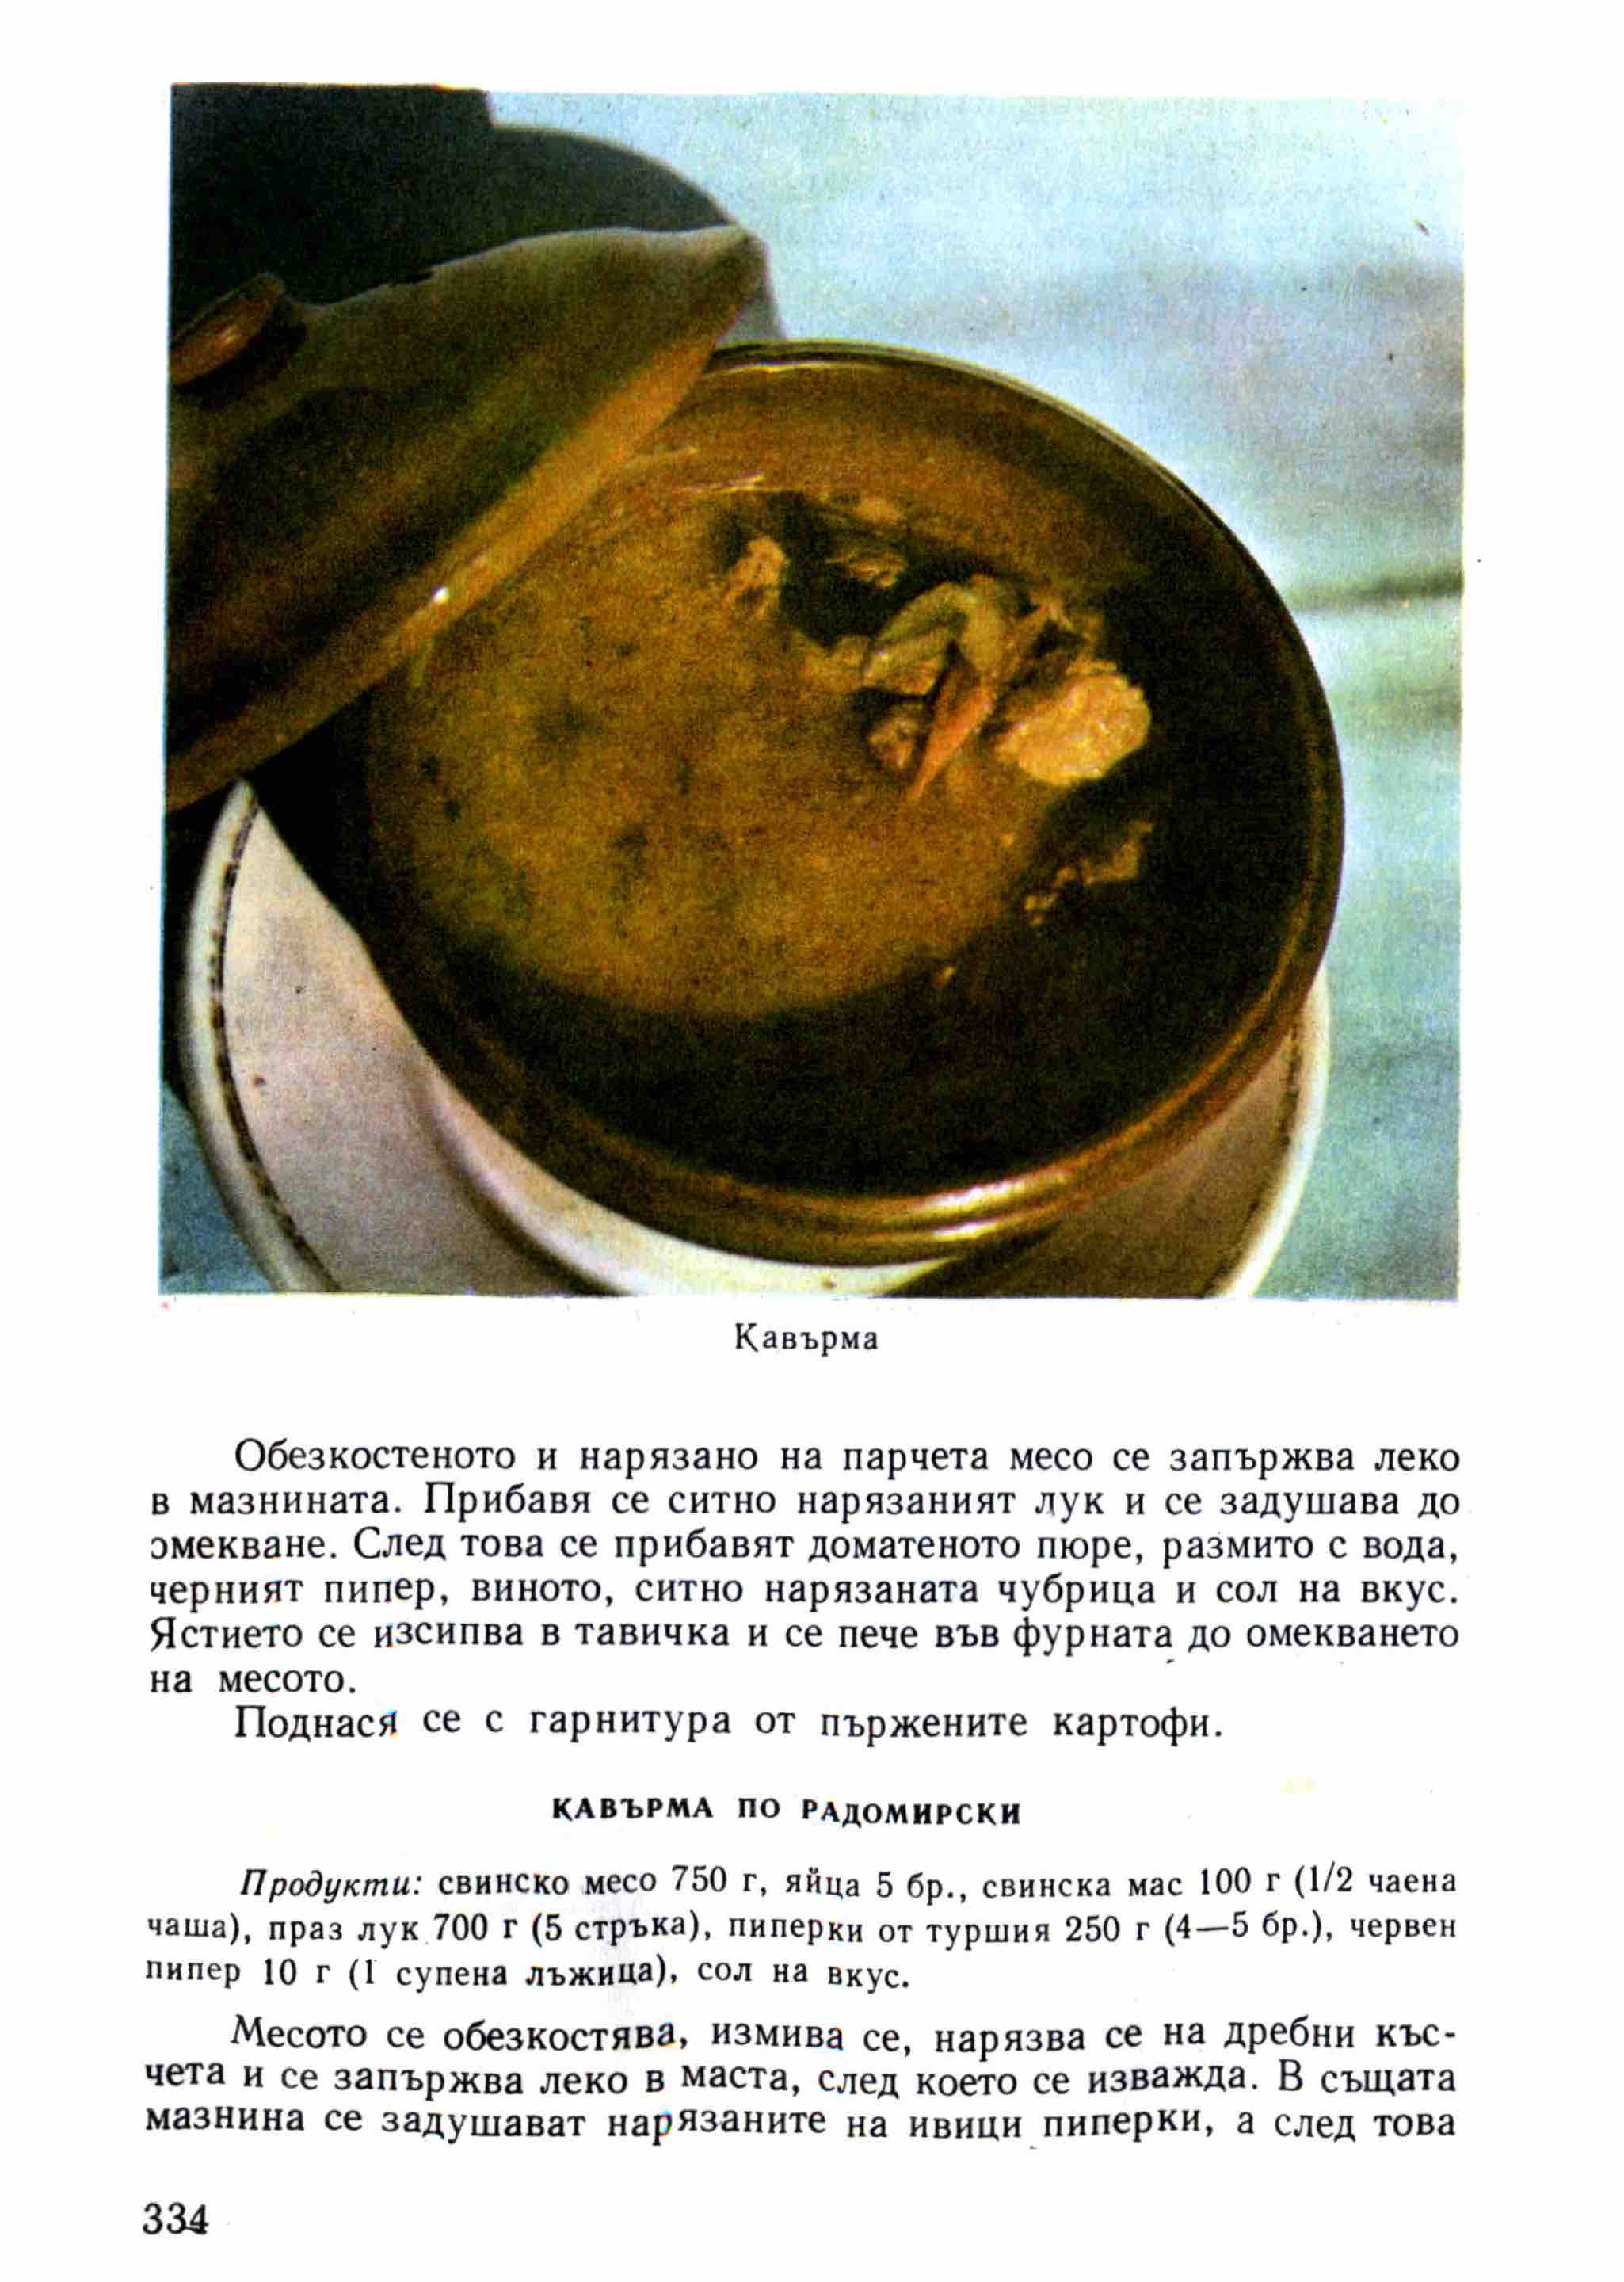 Кавърма
Обезкостеното и нарязано на парчета месо се запържва леко
в мазнината. Прибавя се ситно нарязаният лук и се задушава до
омекване. След това се прибавят доматеното пюре, размито с вода,
черният пипер, виното, ситно нарязаната чубрица и сол на вкус.
Ястието се изсипва в тавичка и се пече във фурната до омекването
на месото.
Поднася се с гарнитура от пържените картофи.
КАВЪРМА ПО РАДОМИРСКИ
Продукти: свинско месо 750 г, яйца 5 бр., свинска мас 100 г (1/2 чаена
чаша), праз лук 700 г (5 стръка), пиперки от туршия 250 г (4—5 бр.), червен
пипер 10 г (1 супена лъжица), сол на вкус.
Месото се обезкостява, измива се, нарязва се на дребни къс-
чета и се запържва леко в маста, след което се изважда. В същата
мазнина се задушават нарязаните на ивици пиперки, а след това
334